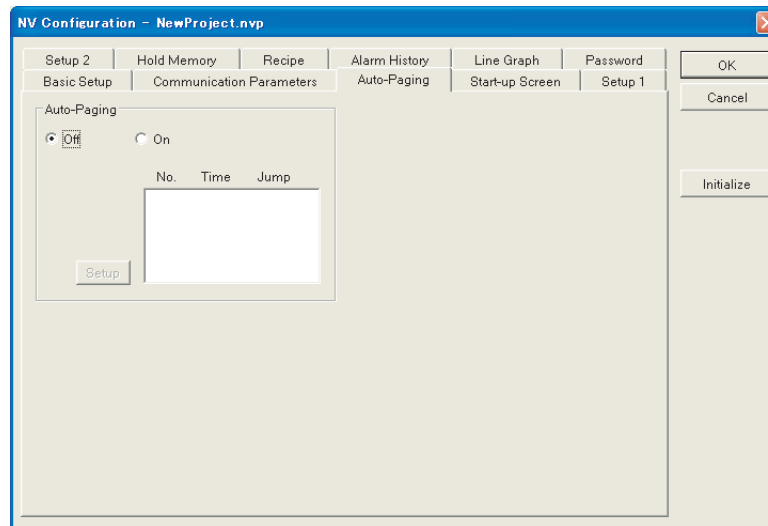 NV Configuration - NewProject.nvp
Setup 2 Hold Memory Recipe Alarm History Line Graph Password
Basic Setup Communication Parameters Auto-Paging Start-up Screen Setup 1
OK
Cancel
Initialize
Auto-Paging
Off On
No. Time Jump
Setup